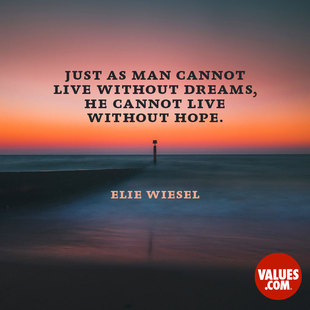 JUST AS MAN CANNOT
LIVE WITHOUT DREAMS,
HE CANNOT LIVE
WITHOUT HOPE.
ELIE WIESEL
VALUES
.COM